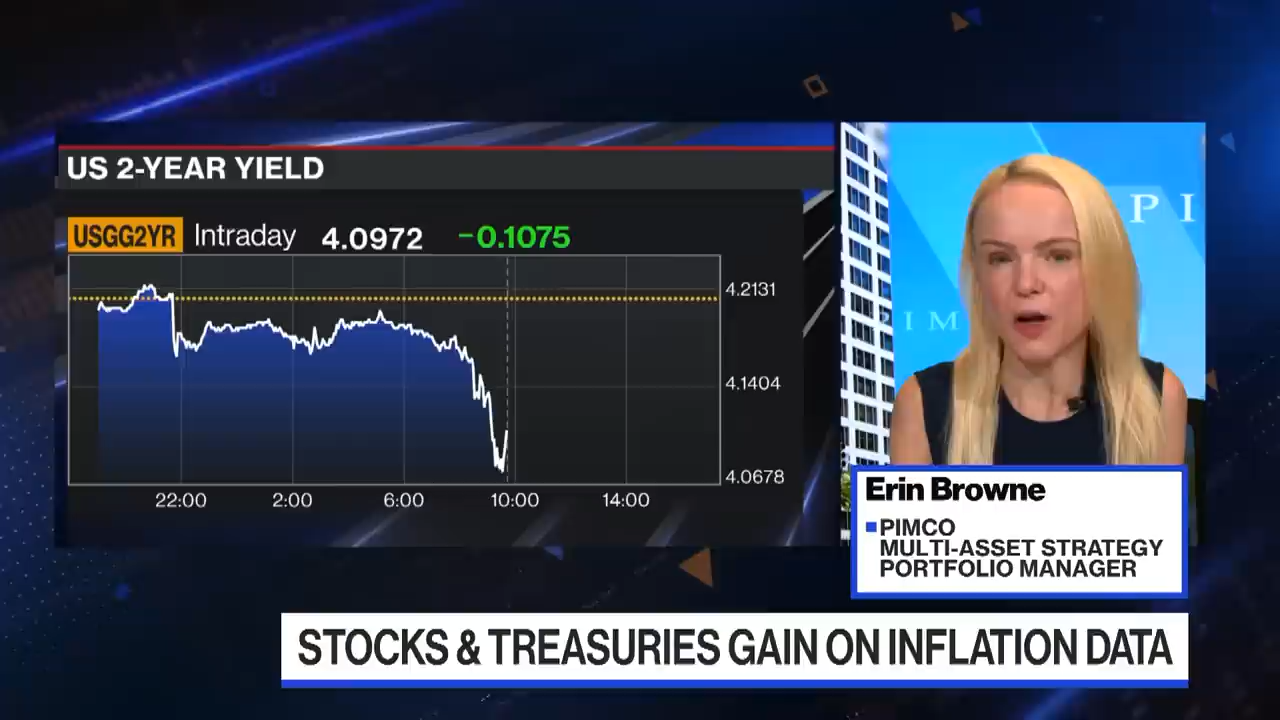 US 2-YEAR YIELD
USGG2YR Intraday 4.0972 -0.1075
4.2131
4.1404
4.0678
22:00 2:00 6:00 10:00 14:00
PI
PIM
Erin Browne
PIMCO
MULTI-ASSET STRATEGY
PORTFOLIO MANAGER
STOCKS & TREASURIES GAIN ON INFLATION DATA